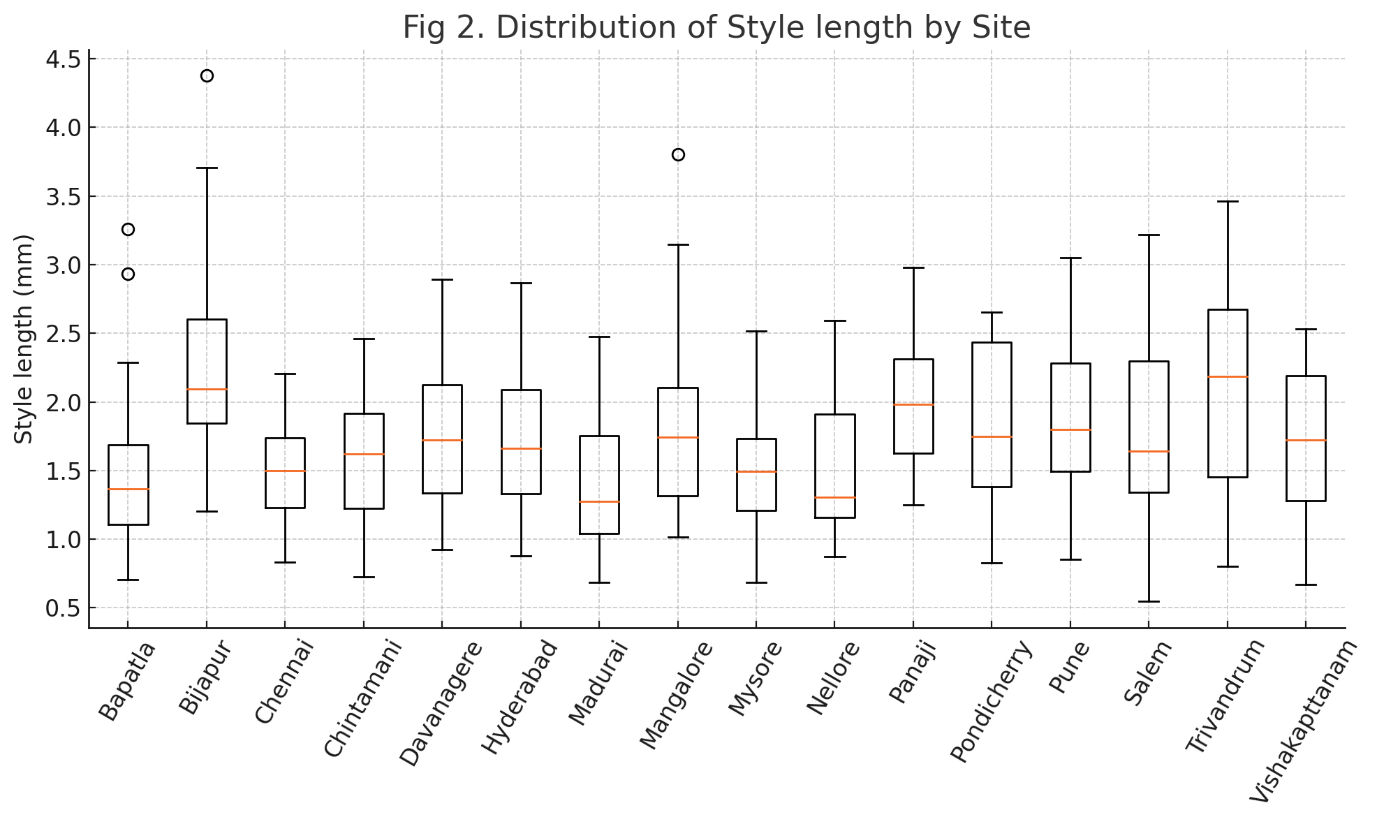 Fig 2. Distribution of Style length by Site
Style length (mm)
4.5
4.0
3.5
3.0
2.5
2.0
1.5
1.0
0.5
Bapatla
Bijapur
Chennai
Chintamani
Davanagere
Hyderabad
Madurai
Mangalore
Mysore
Nellore
Panaji
Pondicherry
Pune
Salem
Trivandrum
Vishakapttanam